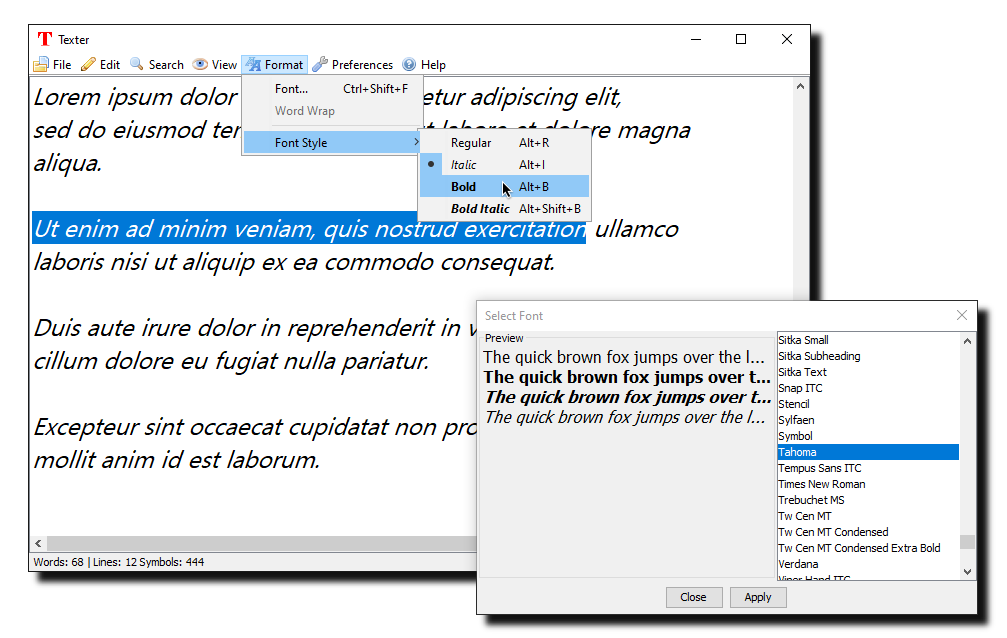 Texter
File Edit Search View Format Preferences Help
Font... Ctrl+Shift+F
Word Wrap
Font Style
Regular Alt+R
Italic Alt+I
Bold Alt+B
Bold Italic Alt+Shift+B
Lorem ipsum dolor etur adipiscing elit,
sed do eiusmod ter t labore et dolore magna
aliqua.
Ut enim ad minim veniam, quis nostrud exercitation ullamco
laboris nisi ut aliquip ex ea commodo consequat.
Duis aute irure dolor in reprehenderit in v
cillum dolore eu fugiat nulla pariatur.
Excepteur sint occaecat cupidatat non pro
mollit anim id est laborum.
Words: 68 | Lines: 12 Symbols: 444
Select Font
Preview
The quick brown fox jumps over the l...
The quick brown fox jumps over t...
The quick brown fox jumps over t...
The quick brown fox jumps over the l...
Sitka Small
Sitka Subheading
Sitka Text
Snap ITC
Stencil
Sylfaen
Symbol
Tahoma
Tempus Sans ITC
Times New Roman
Trebuchet MS
Tw Cen MT
Tw Cen MT Condensed
Tw Cen MT Condensed Extra Bold
Verdana
Viner Hand ITC
Close Apply